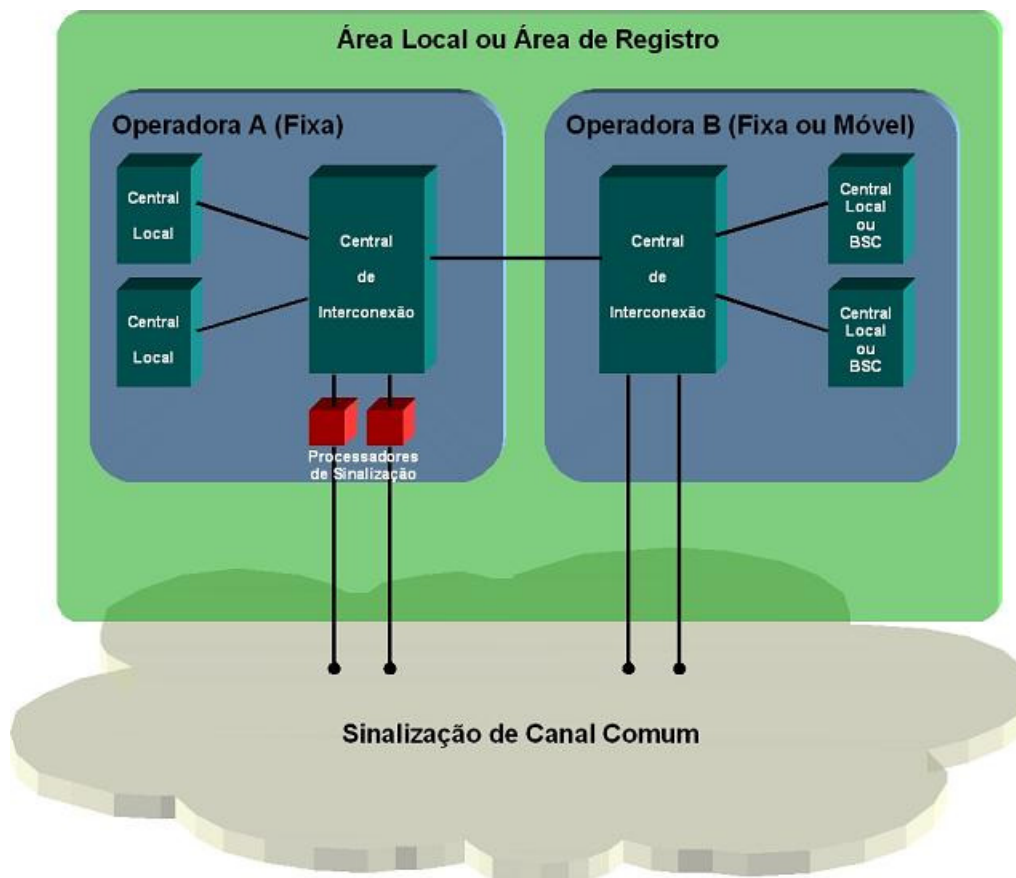 Área Local ou Área de Registro
Operadora A (Fixa)
Central
Local
Central
Local
Central
de
Interconexão
Processadores
de Sinalização
Operadora B (Fixa ou Móvel)
Central
de
Interconexão
Central
Local
ou
BSC
Central
Local
ou
BSC
Sinalização de Canal Comum